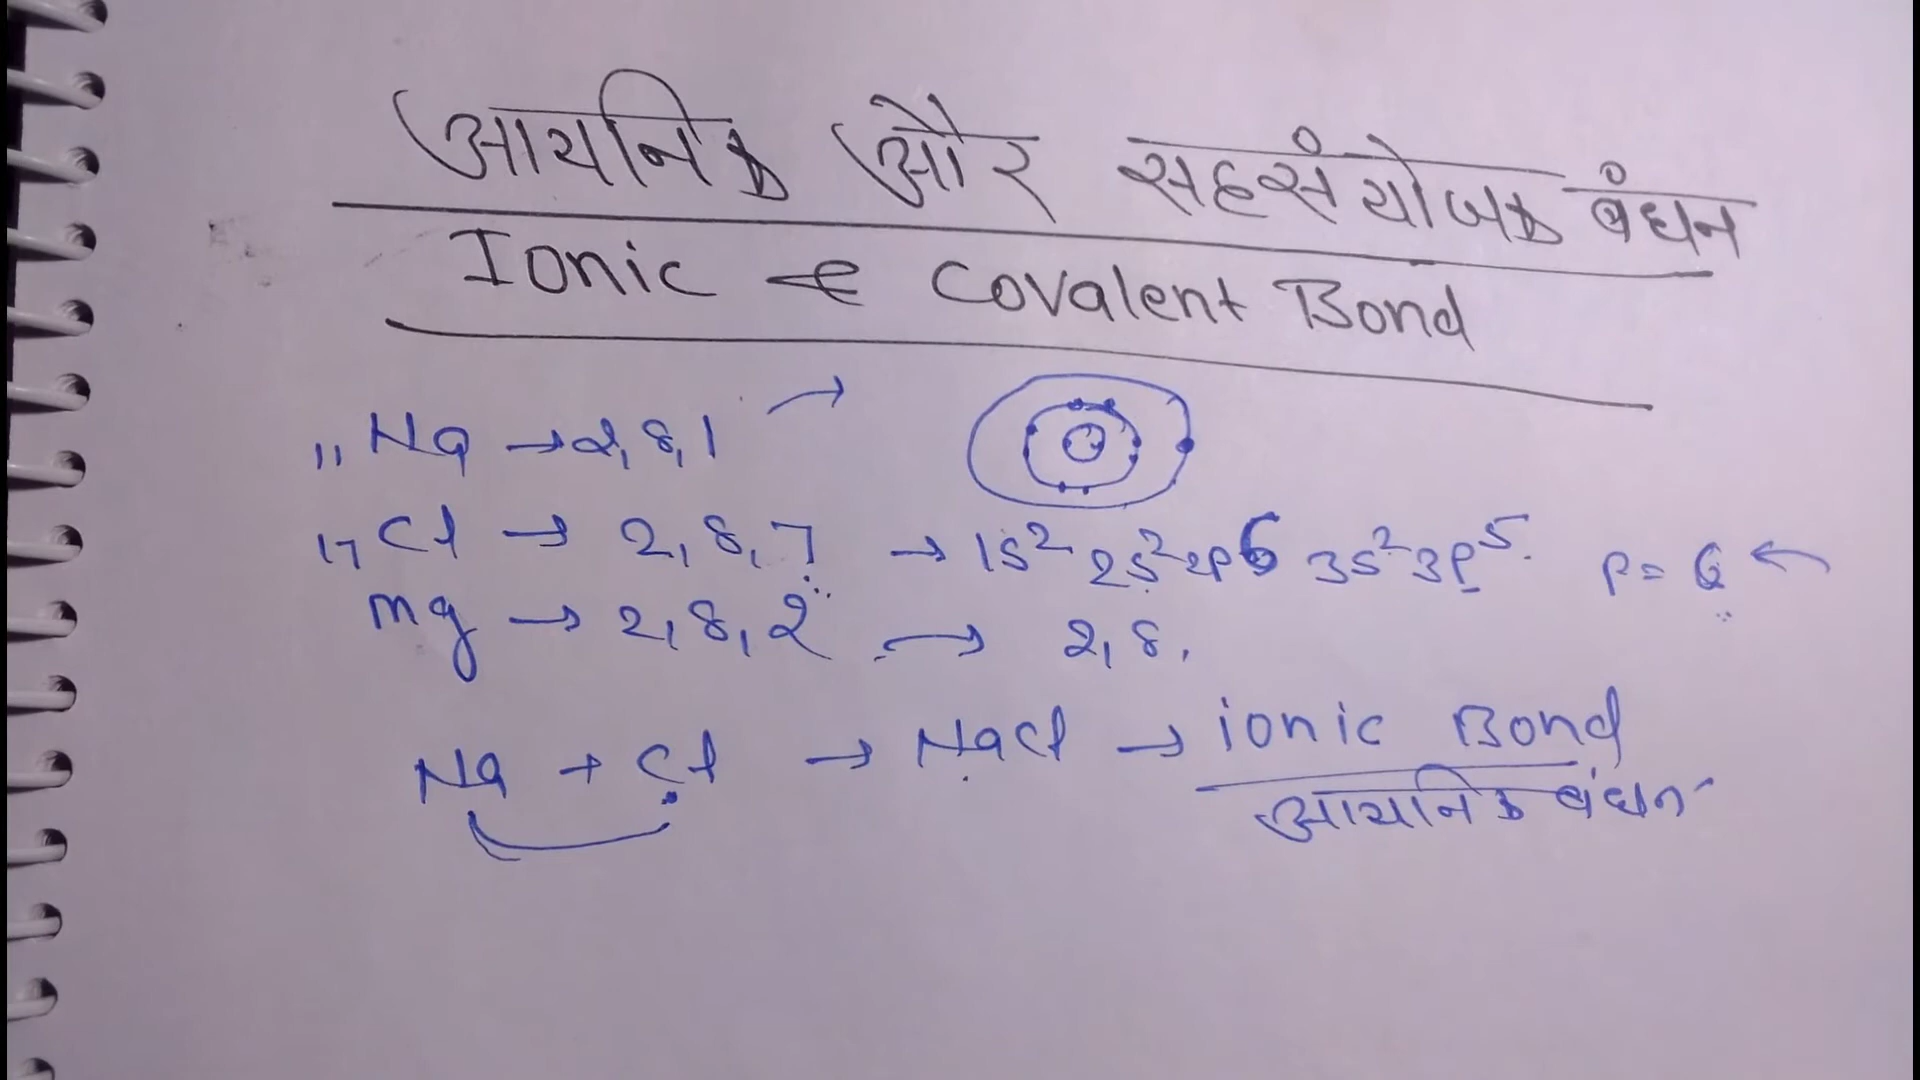 आयनिक और सहसंयोजक बंधन
Ionic & Covalent Bond
₁₁Na → 2,8,1 →
₁₇Cl → 2,8,7 → 1s² 2s² 2p6 3s² 3p⁵. P = 6 ←
mg → 2,8,2 → 2,8,
Na + Cl → NaCl → ionic Bond
आयनिक बंधन